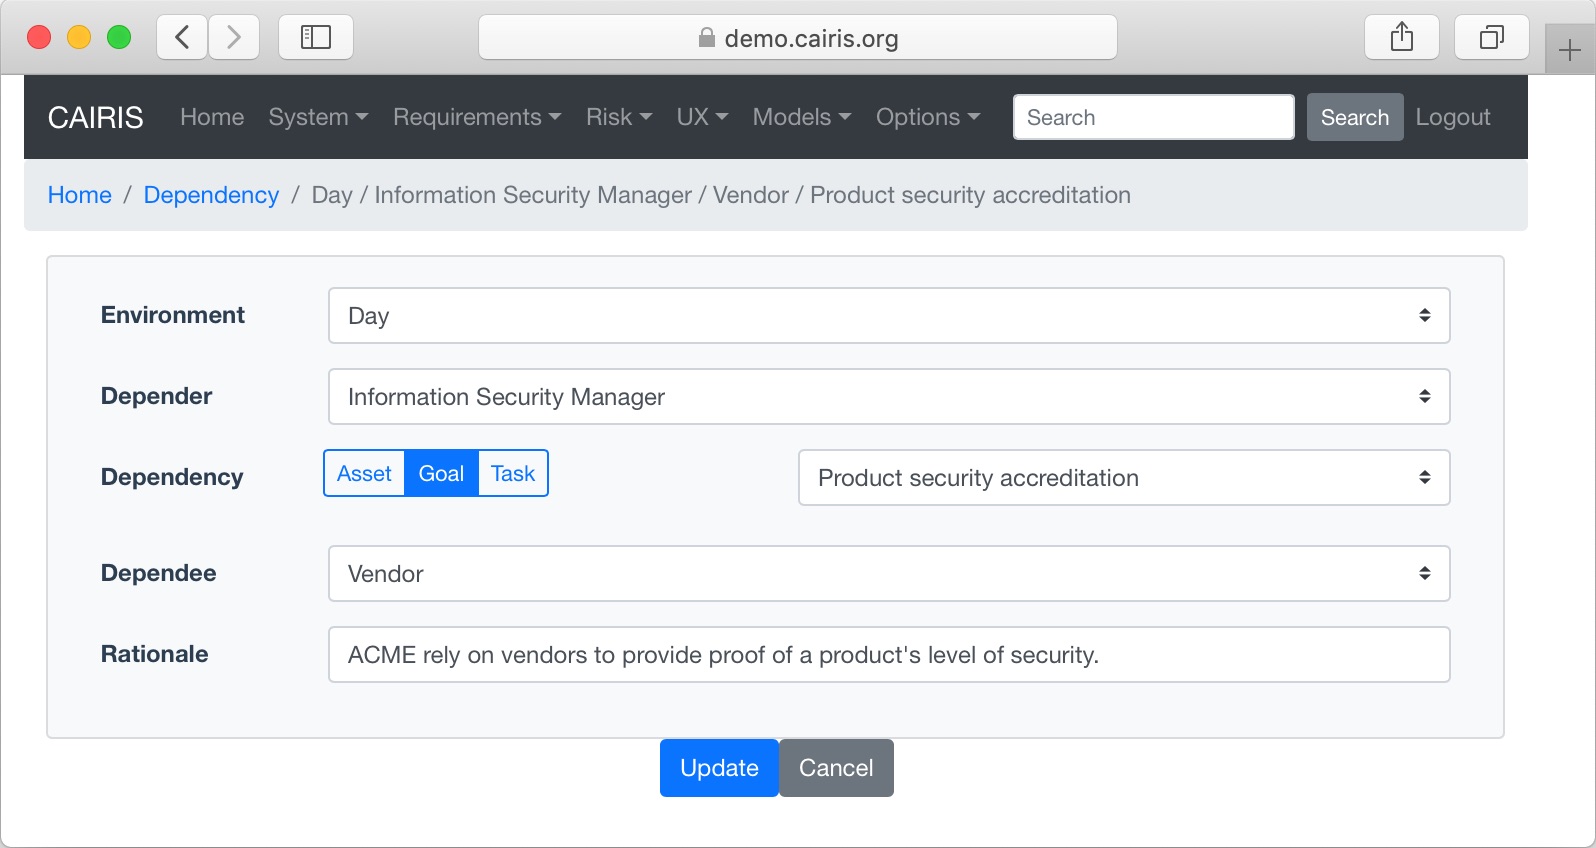 demo.cairis.org
CAIRIS Home System Requirements Risk UX Models Options Search Search Logout
Home / Dependency / Day / Information Security Manager / Vendor / Product security accreditation
Environment Day
Depender Information Security Manager
Dependency Asset Goal Task Product security accreditation
Dependee Vendor
Rationale ACME rely on vendors to provide proof of a product's level of security.
Update Cancel